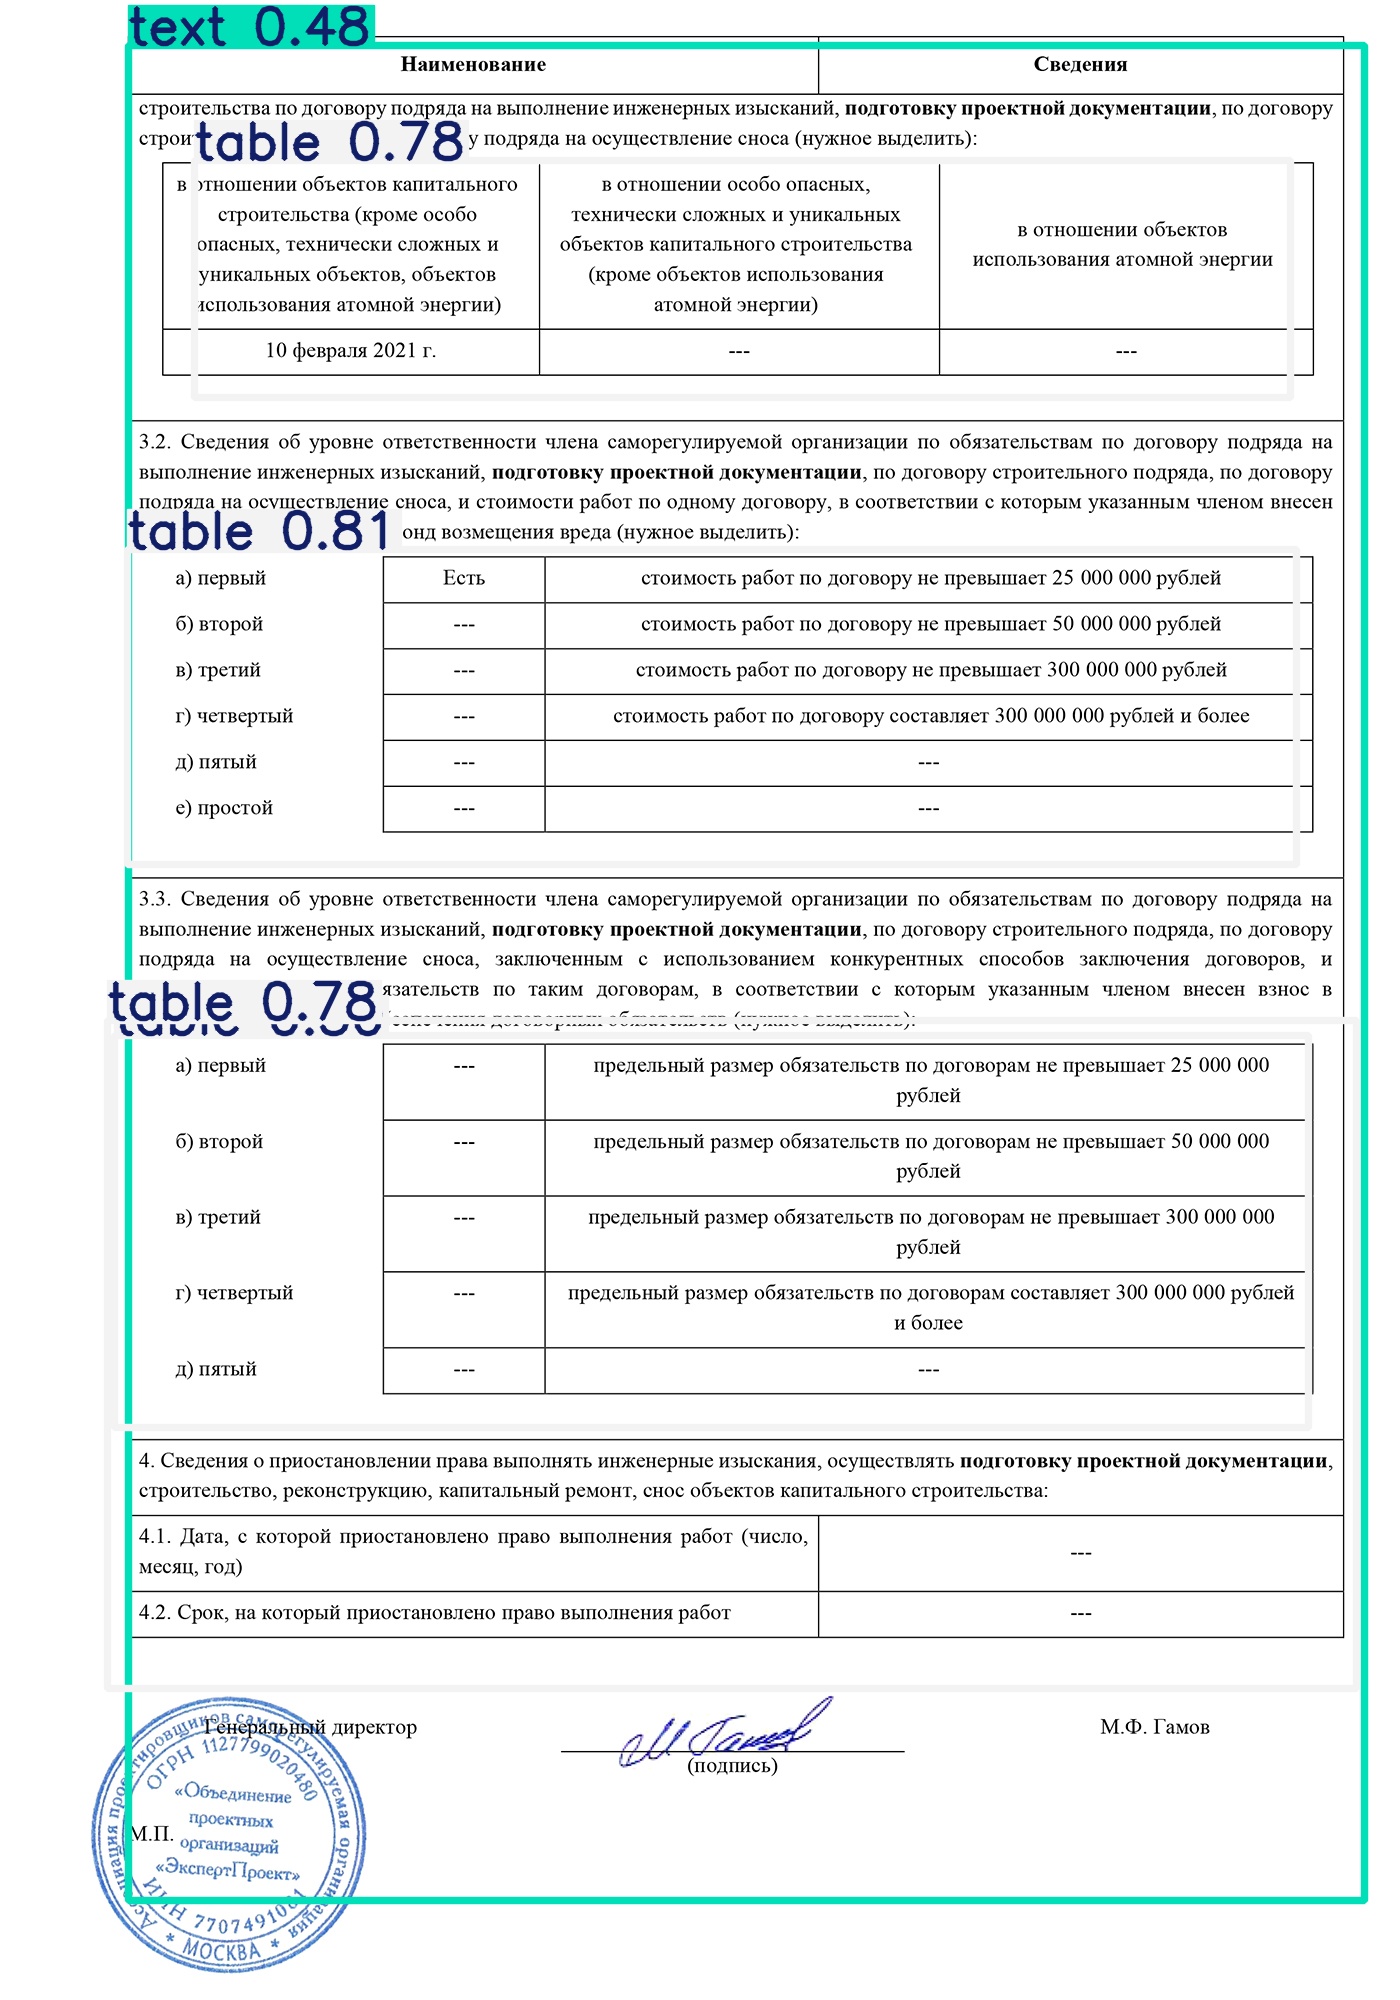 text 0.48
Наименование Сведения
строительства по договору подряда на выполнение инженерных изысканий, подготовку проектной документации, по договору
table 0.78 подряда на осуществление сноса (нужное выделить):
в отношении объектов капитального
строительства (кроме особо
опасных, технически сложных и
уникальных объектов, объектов
использования атомной энергии)
в отношении особо опасных,
технически сложных и уникальных
объектов капитального строительства
(кроме объектов использования
атомной энергии)
в отношении объектов
использования атомной энергии
10 февраля 2021 г. --- ---
3.2. Сведения об уровне ответственности члена саморегулируемой организации по обязательствам по договору подряда на
выполнение инженерных изысканий, подготовку проектной документации, по договору строительного подряда, по договору
подряда на осуществление сноса, и стоимости работ по одному договору, в соответствии с которым указанным членом внесен
table 0.81 возмещения вреда (нужное выделить):
а) первый Есть стоимость работ по договору не превышает 25 000 000 рублей
б) второй --- стоимость работ по договору не превышает 50 000 000 рублей
в) третий --- стоимость работ по договору не превышает 300 000 000 рублей
г) четвертый --- стоимость работ по договору составляет 300 000 000 рублей и более
д) пятый --- ---
е) простой --- ---
3.3. Сведения об уровне ответственности члена саморегулируемой организации по обязательствам по договору подряда на
выполнение инженерных изысканий, подготовку проектной документации, по договору строительного подряда, по договору
подряда на осуществление сноса, заключенным с использованием конкурентных способов заключения договоров, и
table 0.78 по таким договорам, в соответствии с которым указанным членом внесен взнос в
договорных обязательств (нужное выделить):
а) первый --- предельный размер обязательств по договорам не превышает 25 000 000
рублей
б) второй --- предельный размер обязательств по договорам не превышает 50 000 000
рублей
в) третий --- предельный размер обязательств по договорам не превышает 300 000 000
рублей
г) четвертый --- предельный размер обязательств по договорам составляет 300 000 000 рублей
и более
д) пятый --- ---
4. Сведения о приостановлении права выполнять инженерные изыскания, осуществлять подготовку проектной документации,
строительство, реконструкцию, капитальный ремонт, снос объектов капитального строительства:
4.1. Дата, с которой приостановлено право выполнения работ (число,
месяц, год) ---
4.2. Срок, на который приостановлено право выполнения работ ---
Генеральный директор М.Ф. Гамов
(подпись)
М.П.
Ассоциация проектировщиков саморегулируемая организация
ОГРН 1127799020480
«Объединение
проектных
организаций
«ЭкспертПроект»
ИНН
* МОСКВА *